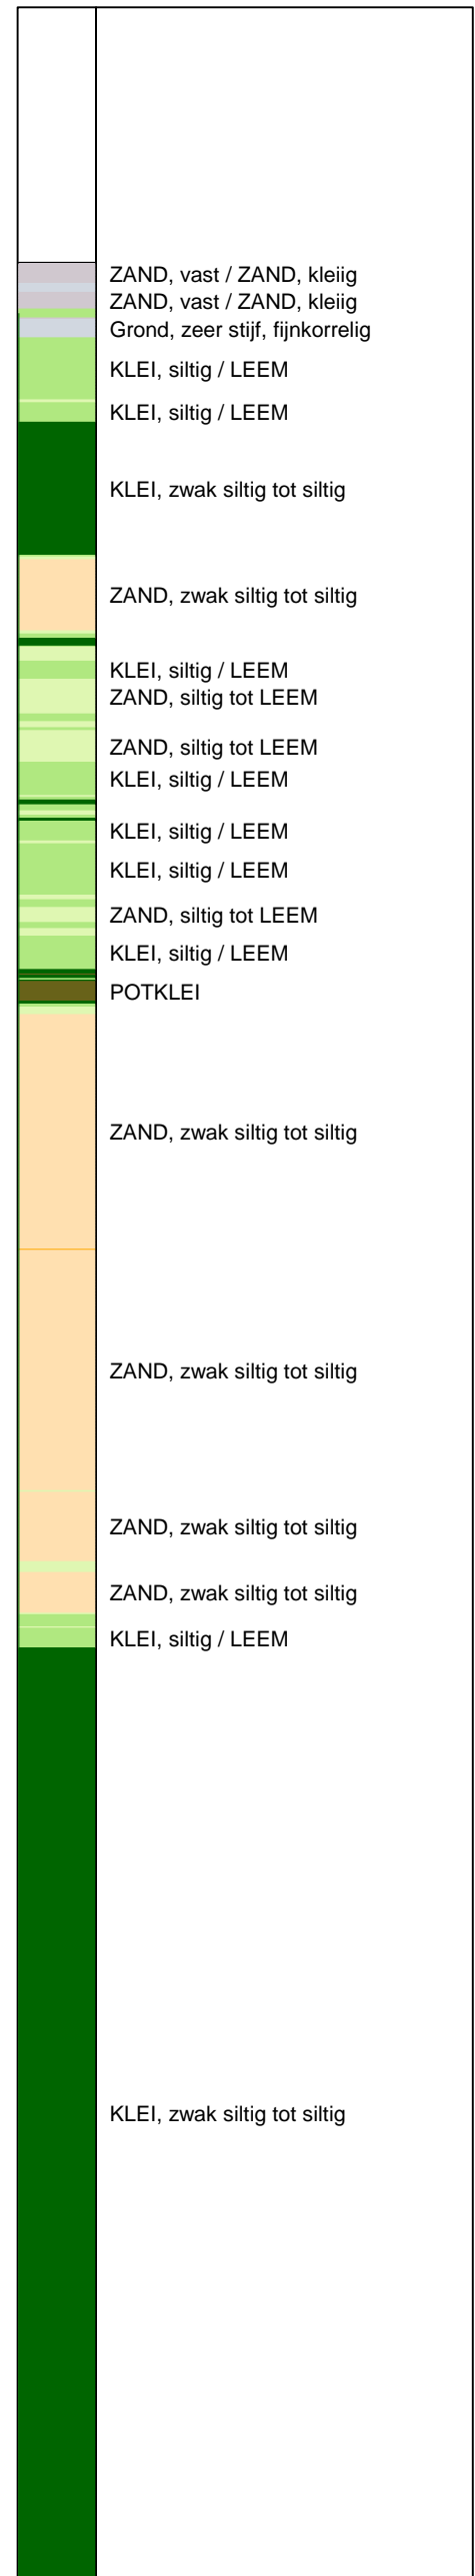 ZAND, vast / ZAND, kleiig
ZAND, vast / ZAND, kleiig
Grond, zeer stijf, fijnkorrelig
KLEI, siltig / LEEM
KLEI, siltig / LEEM
KLEI, zwak siltig tot siltig
ZAND, zwak siltig tot siltig
KLEI, siltig / LEEM
ZAND, siltig tot LEEM
ZAND, siltig tot LEEM
KLEI, siltig / LEEM
KLEI, siltig / LEEM
KLEI, siltig / LEEM
ZAND, siltig tot LEEM
KLEI, siltig / LEEM
POTKLEI
ZAND, zwak siltig tot siltig
ZAND, zwak siltig tot siltig
ZAND, zwak siltig tot siltig
ZAND, zwak siltig tot siltig
KLEI, siltig / LEEM
KLEI, zwak siltig tot siltig